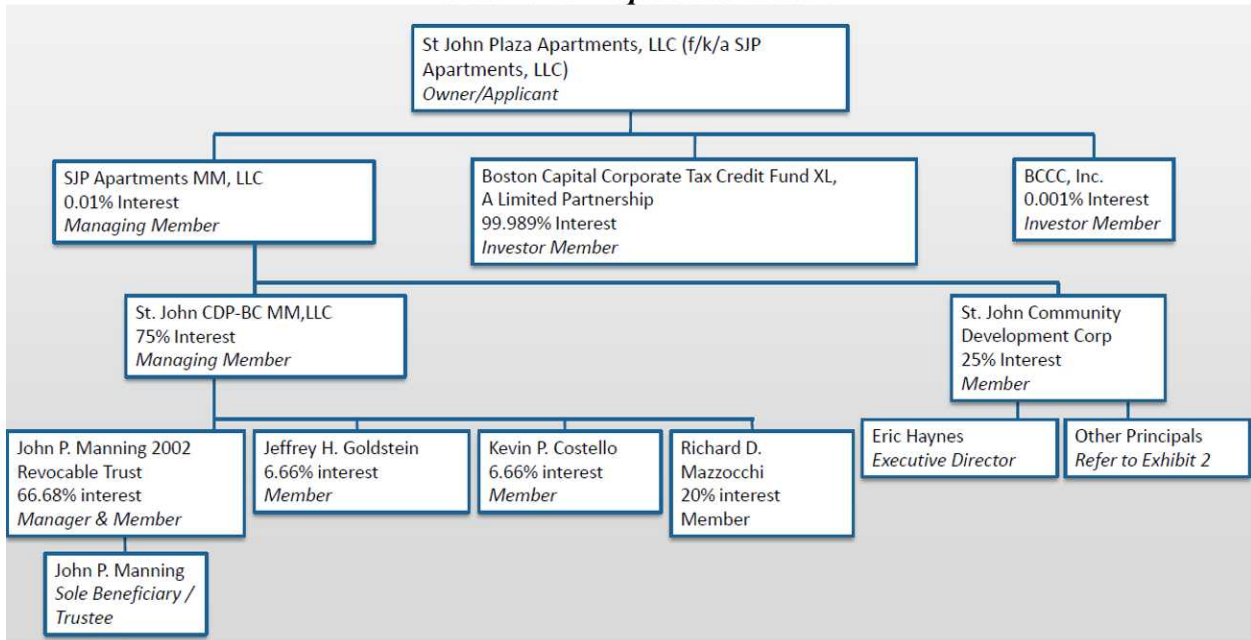 St John Plaza Apartments, LLC (f/k/a SJP
Apartments, LLC)
Owner/Applicant
SJP Apartments MM, LLC
0.01% Interest
Managing Member
Boston Capital Corporate Tax Credit Fund XL,
A Limited Partnership
99.989% Interest
Investor Member
BCCC, Inc.
0.001% Interest
Investor Member
St. John CDP-BC MM,LLC
75% Interest
Managing Member
St. John Community
Development Corp
25% Interest
Member
John P. Manning 2002
Revocable Trust
66.68% interest
Manager & Member
Jeffrey H. Goldstein
6.66% interest
Member
Kevin P. Costello
6.66% interest
Member
Richard D.
Mazzocchi
20% interest
Member
Eric Haynes
Executive Director
Other Principals
Refer to Exhibit 2
John P. Manning
Sole Beneficiary /
Trustee